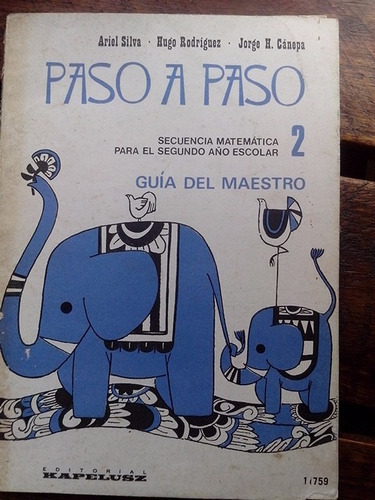 Ariel Silva · Hugo Rodríguez · Jorge H. Cánepa
PASO A PASO
SECUENCIA MATEMÁTICA
PARA EL SEGUNDO AÑO ESCOLAR 2
GUÍA DEL MAESTRO
EDITORIAL
KAPELUSZ
11759